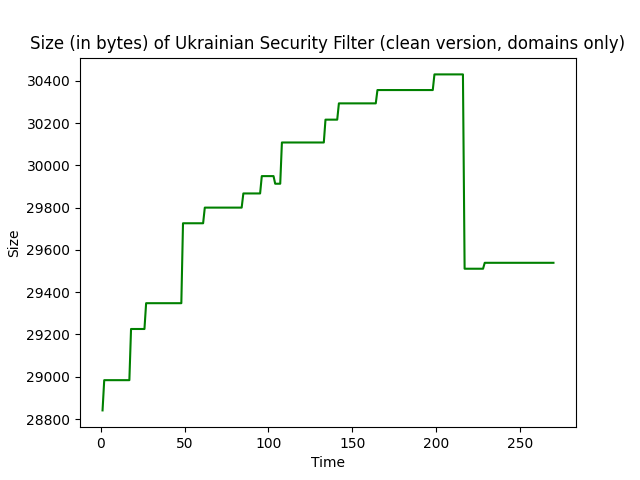 Size (in bytes) of Ukrainian Security Filter (clean version, domains only)
30400
30200
30000
29800
29600
29400
29200
29000
28800
Size
0 50 100 150 200 250
Time